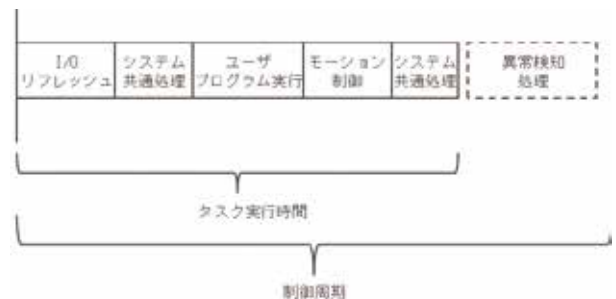 I/O
リフレッシュ
システム
共通処理
ユーザ
プログラム実行
モーション
制御
システム
共通処理
異常検知
処理
タスク実行時間
制御周期